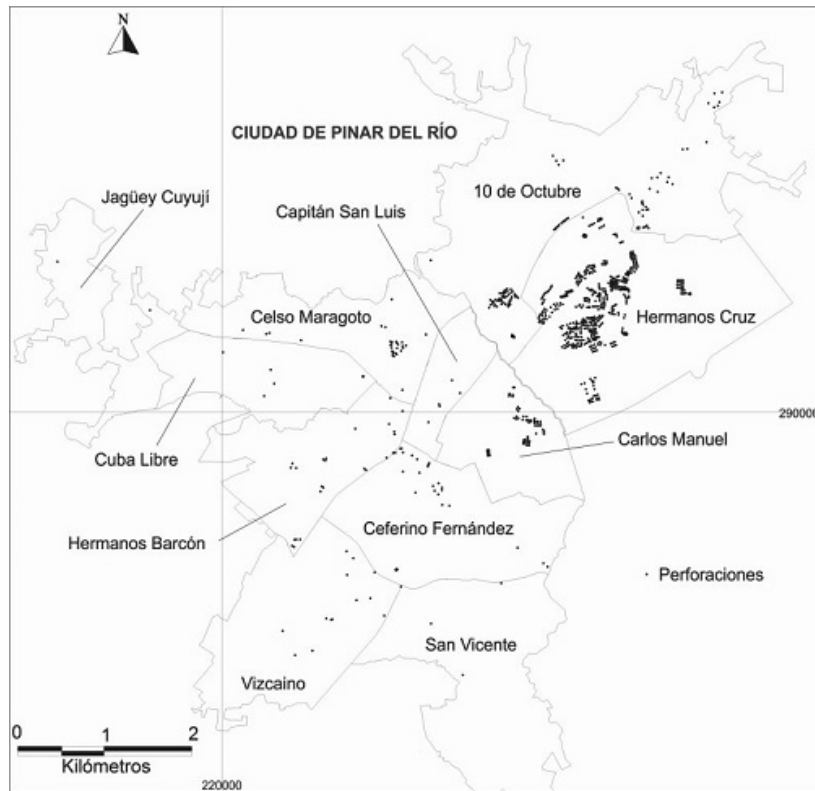 N
CIUDAD DE PINAR DEL RÍO
Jagüey Cuyují
10 de Octubre
Capitán San Luis
Celso Maragoto
Hermanos Cruz
290000
Carlos Manuel
Cuba Libre
Hermanos Barcón
Ceferino Fernández
Perforaciones
San Vicente
Vizcaino
0 1 2
Kilómetros
220000